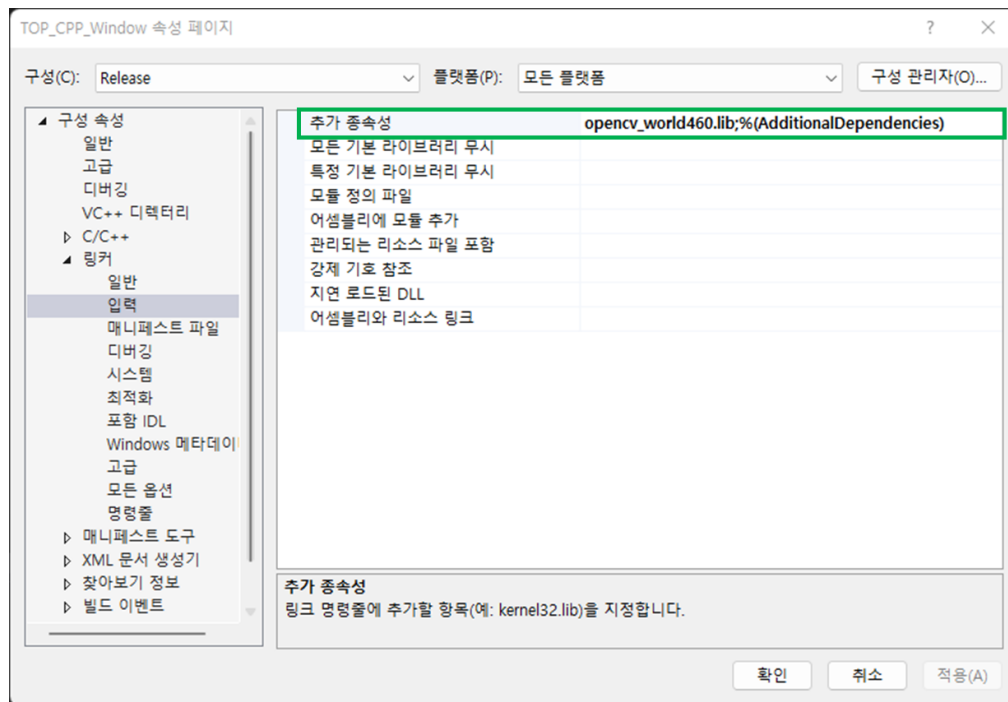 TOP_CPP_Window 속성 페이지
구성(C): Release 플랫폼(P): 모든 플랫폼 구성 관리자(O)...
구성 속성
일반
고급
디버깅
VC++ 디렉터리
C/C++
링커
일반
입력
매니페스트 파일
디버깅
시스템
최적화
포함 IDL
Windows 메타데이
고급
모든 옵션
명령줄
매니페스트 도구
XML 문서 생성기
찾아보기 정보
빌드 이벤트
추가 종속성 opencv_world460.lib;%(AdditionalDependencies)
모든 기본 라이브러리 무시
특정 기본 라이브러리 무시
모듈 정의 파일
어셈블리에 모듈 추가
관리되는 리소스 파일 포함
강제 기호 참조
지연 로드된 DLL
어셈블리와 리소스 링크
추가 종속성
링크 명령줄에 추가할 항목(예: kernel32.lib)을 지정합니다.
확인 취소 적용(A)